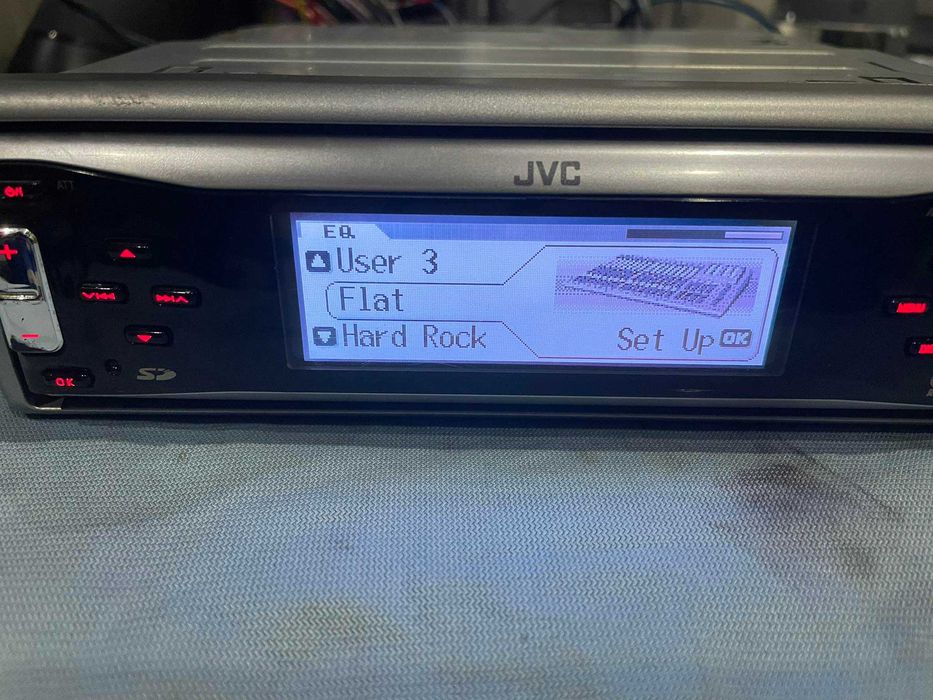 JVC
ATT
EQ
User 3
Flat
Hard Rock
Set Up OK
OK
SD